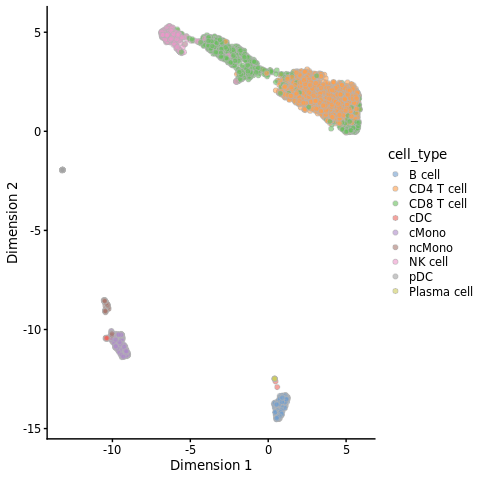 5
0
-5
-10
-15
Dimension 2
-10
-5
0
5
Dimension 1
cell_type
B cell
CD4 T cell
CD8 T cell
cDC
cMono
ncMono
NK cell
pDC
Plasma cell